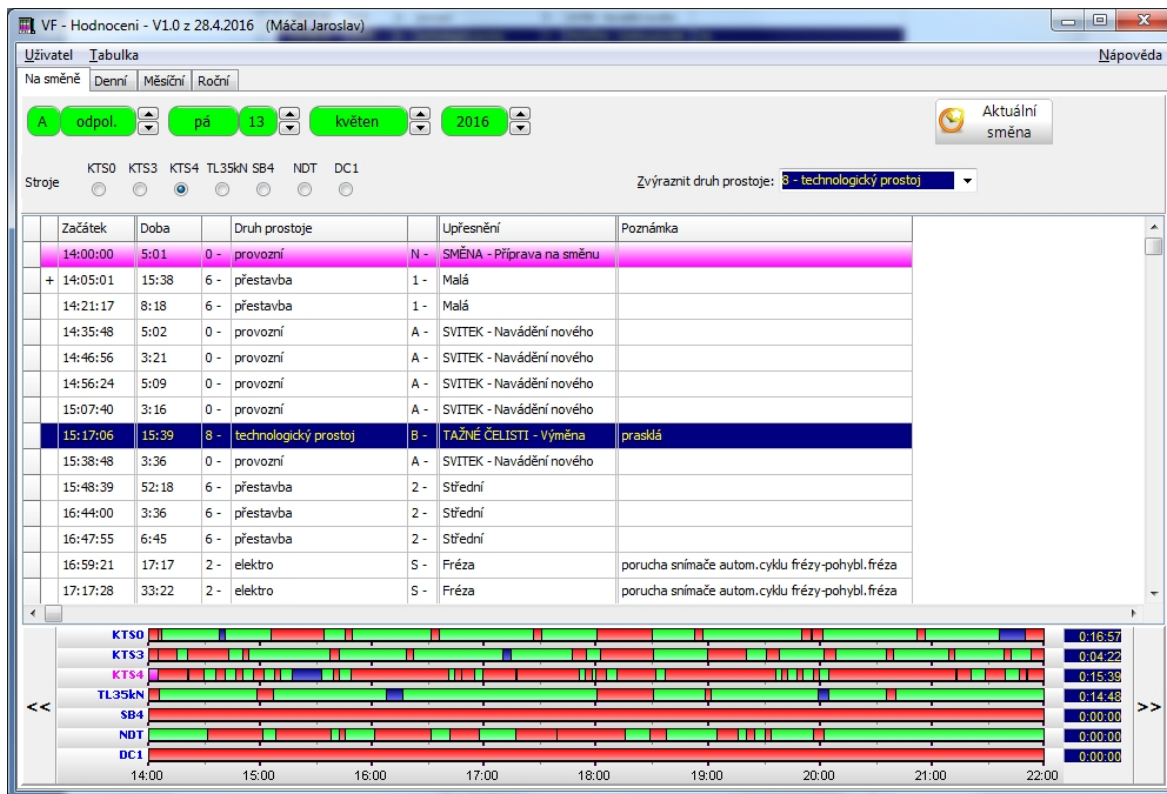 VF - Hodnoceni - V1.0 z 28.4.2016 (Máčal Jaroslav)
Uživatel Tabulka Nápověda
Na směně Denní Měsíční Roční
A odpol. pá 13 květen 2016 Aktuální směna
KTS0 KTS3 KTS4 TL35kN SB4 NDT DC1
Stroje Zvýraznit druh prostoje: 8 - technologický prostoj
Začátek Doba Druh prostoje Upřesnění Poznámka
14:00:00 5:01 0 - provozní N - SMĚNA - Příprava na směnu
+ 14:05:01 15:38 6 - přestavba 1 - Malá
14:21:17 8:18 6 - přestavba 1 - Malá
14:35:48 5:02 0 - provozní A - SVITEK - Navádění nového
14:46:56 3:21 0 - provozní A - SVITEK - Navádění nového
14:56:24 5:09 0 - provozní A - SVITEK - Navádění nového
15:07:40 3:16 0 - provozní A - SVITEK - Navádění nového
15:17:06 15:39 8 - technologický prostoj B - TAŽNÉ ČELISTI - Výměna prasklá
15:38:48 3:36 0 - provozní A - SVITEK - Navádění nového
15:48:39 52:18 6 - přestavba 2 - Střední
16:44:00 3:36 6 - přestavba 2 - Střední
16:47:55 6:45 6 - přestavba 2 - Střední
16:59:21 17:17 2 - elektro S - Fréza porucha snímače autom.cyklu frézy-pohybl.fréza
17:17:28 33:22 2 - elektro S - Fréza porucha snímače autom.cyklu frézy-pohybl.fréza
KTS0 0:16:57
KTS3 0:04:22
KTS4 0:15:39
TL35kN 0:14:48
<< SB4 0:00:00 >>
NDT 0:00:00
DC1 0:00:00
14:00 15:00 16:00 17:00 18:00 19:00 20:00 21:00 22:00